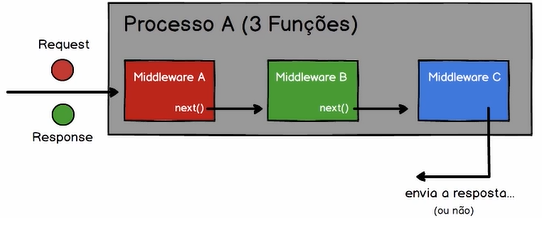 Processo A (3 Funções)
Request
Response
Middleware A
next()
Middleware B
next()
Middleware C
envia a resposta...
(ou não)